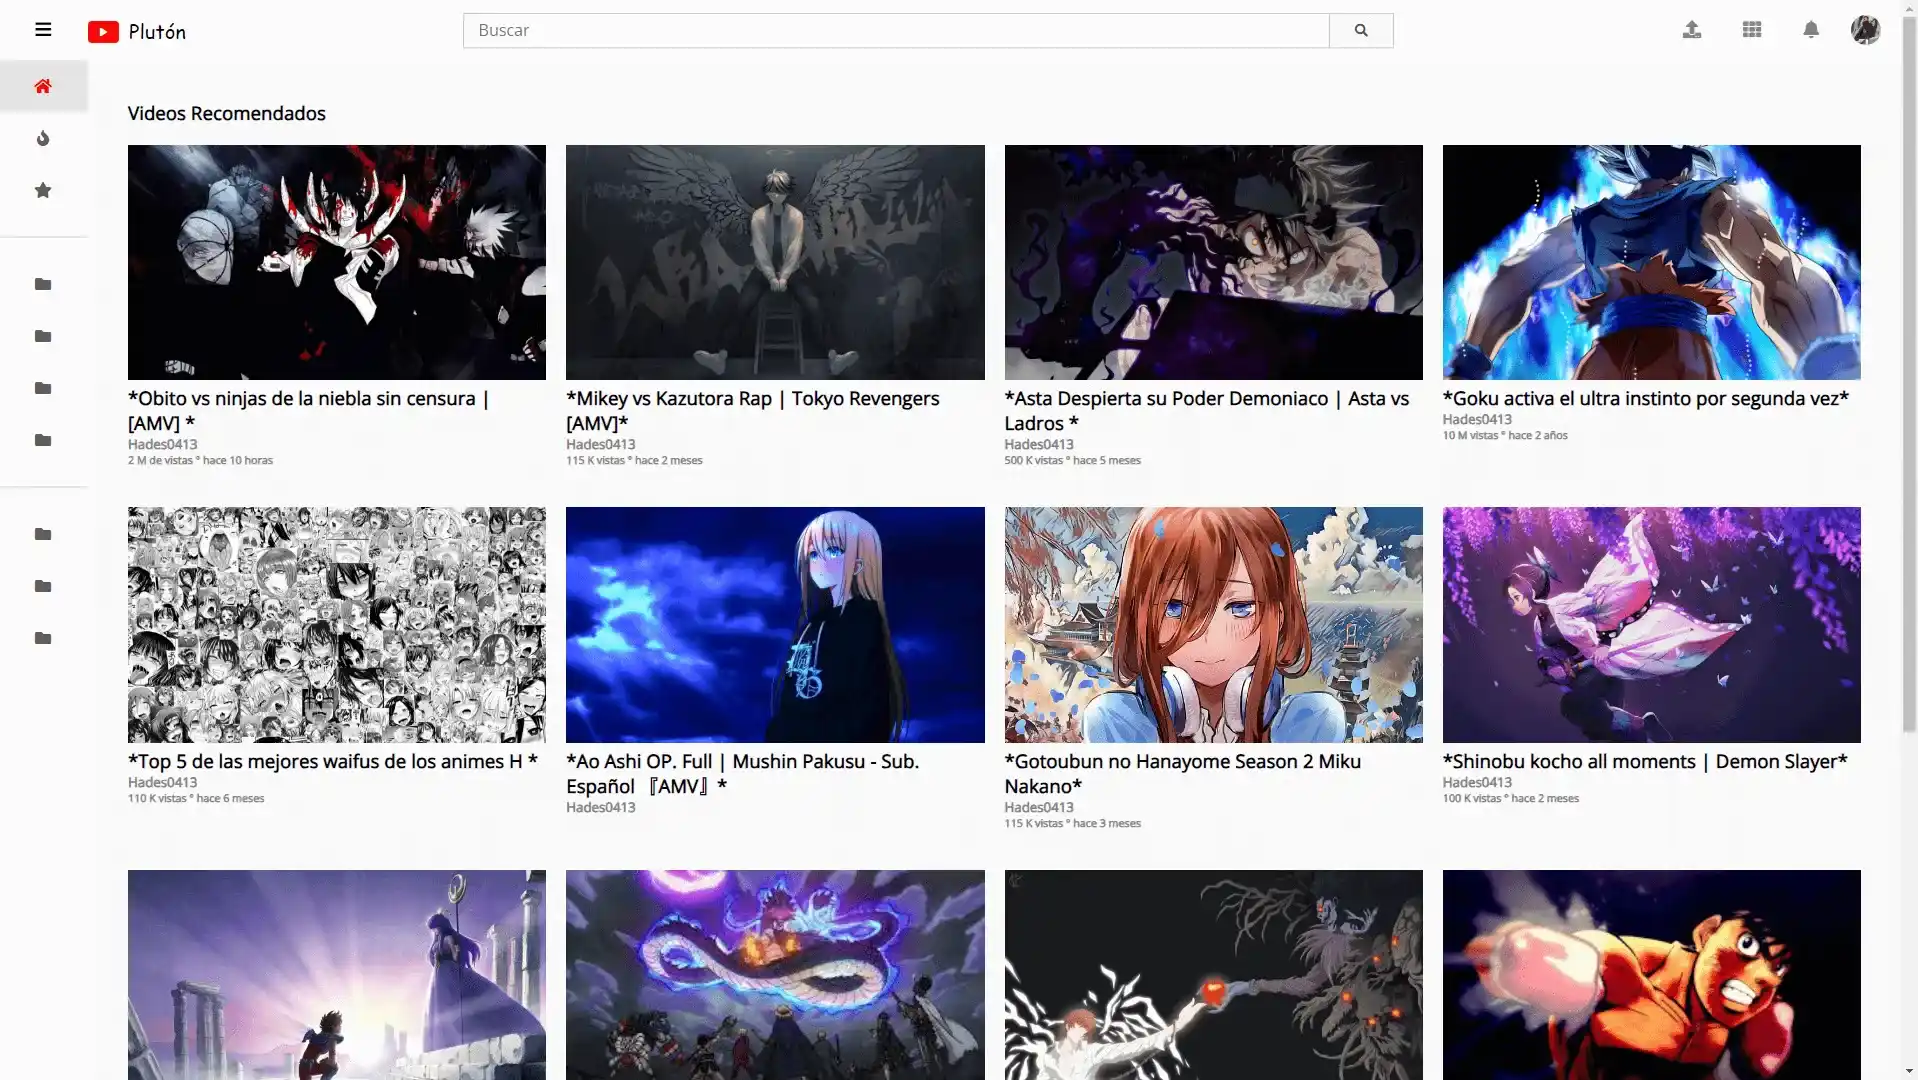 Plutón
Buscar
Videos Recomendados
*Obito vs ninjas de la niebla sin censura |
[AMV] *
Hades0413
2 M de vistas ° hace 10 horas
*Mikey vs Kazutora Rap | Tokyo Revengers
[AMV]*
Hades0413
115 K vistas ° hace 2 meses
*Asta Despierta su Poder Demoniaco | Asta vs
Ladros *
Hades0413
500 K vistas ° hace 5 meses
*Goku activa el ultra instinto por segunda vez*
Hades0413
10 M vistas ° hace 2 años
*Top 5 de las mejores waifus de los animes H *
Hades0413
110 K vistas ° hace 6 meses
*Ao Ashi OP. Full | Mushin Pakusu - Sub.
Español 『AMV』*
Hades0413
*Gotoubun no Hanayome Season 2 Miku
Nakano*
Hades0413
115 K vistas ° hace 3 meses
*Shinobu kocho all moments | Demon Slayer*
Hades0413
100 K vistas ° hace 2 meses